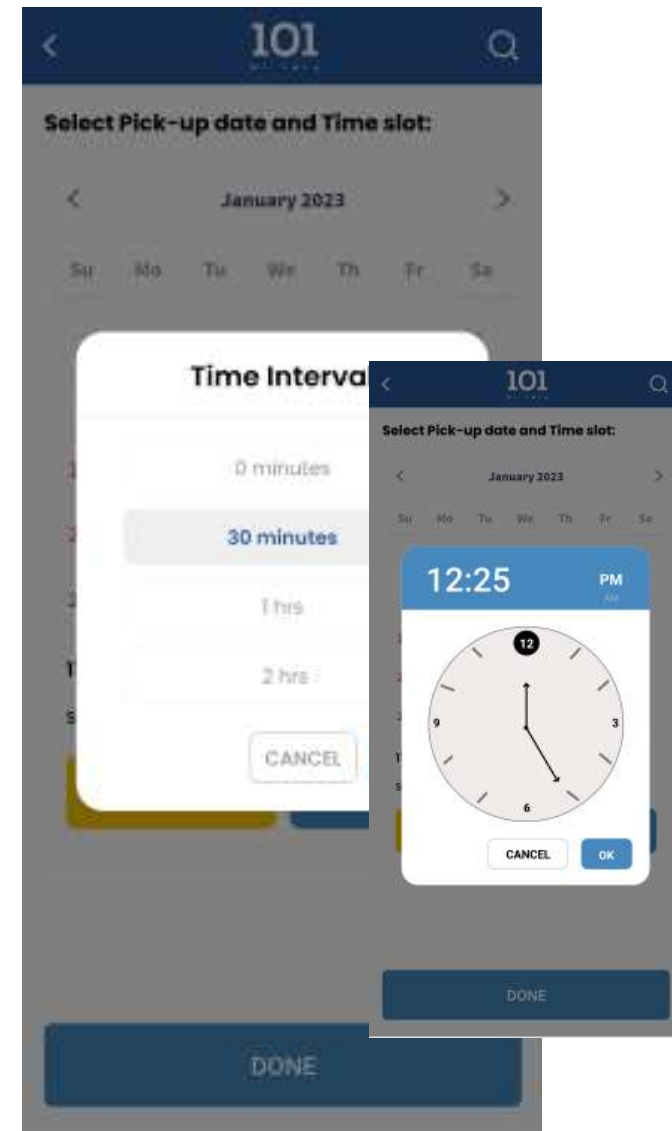 101
Select Pick-up date and Time slot:
January 2023
Su Mo Tu We Th Fr Sa
Time Interval
0 minutes
30 minutes
1 hrs
2 hrs
CANCEL
DONE
101
Select Pick-up date and Time slot:
January 2023
Su Mo Tu We Th Fr Sa
12:25 PM
AM
12
9 3
6
CANCEL OK
DONE